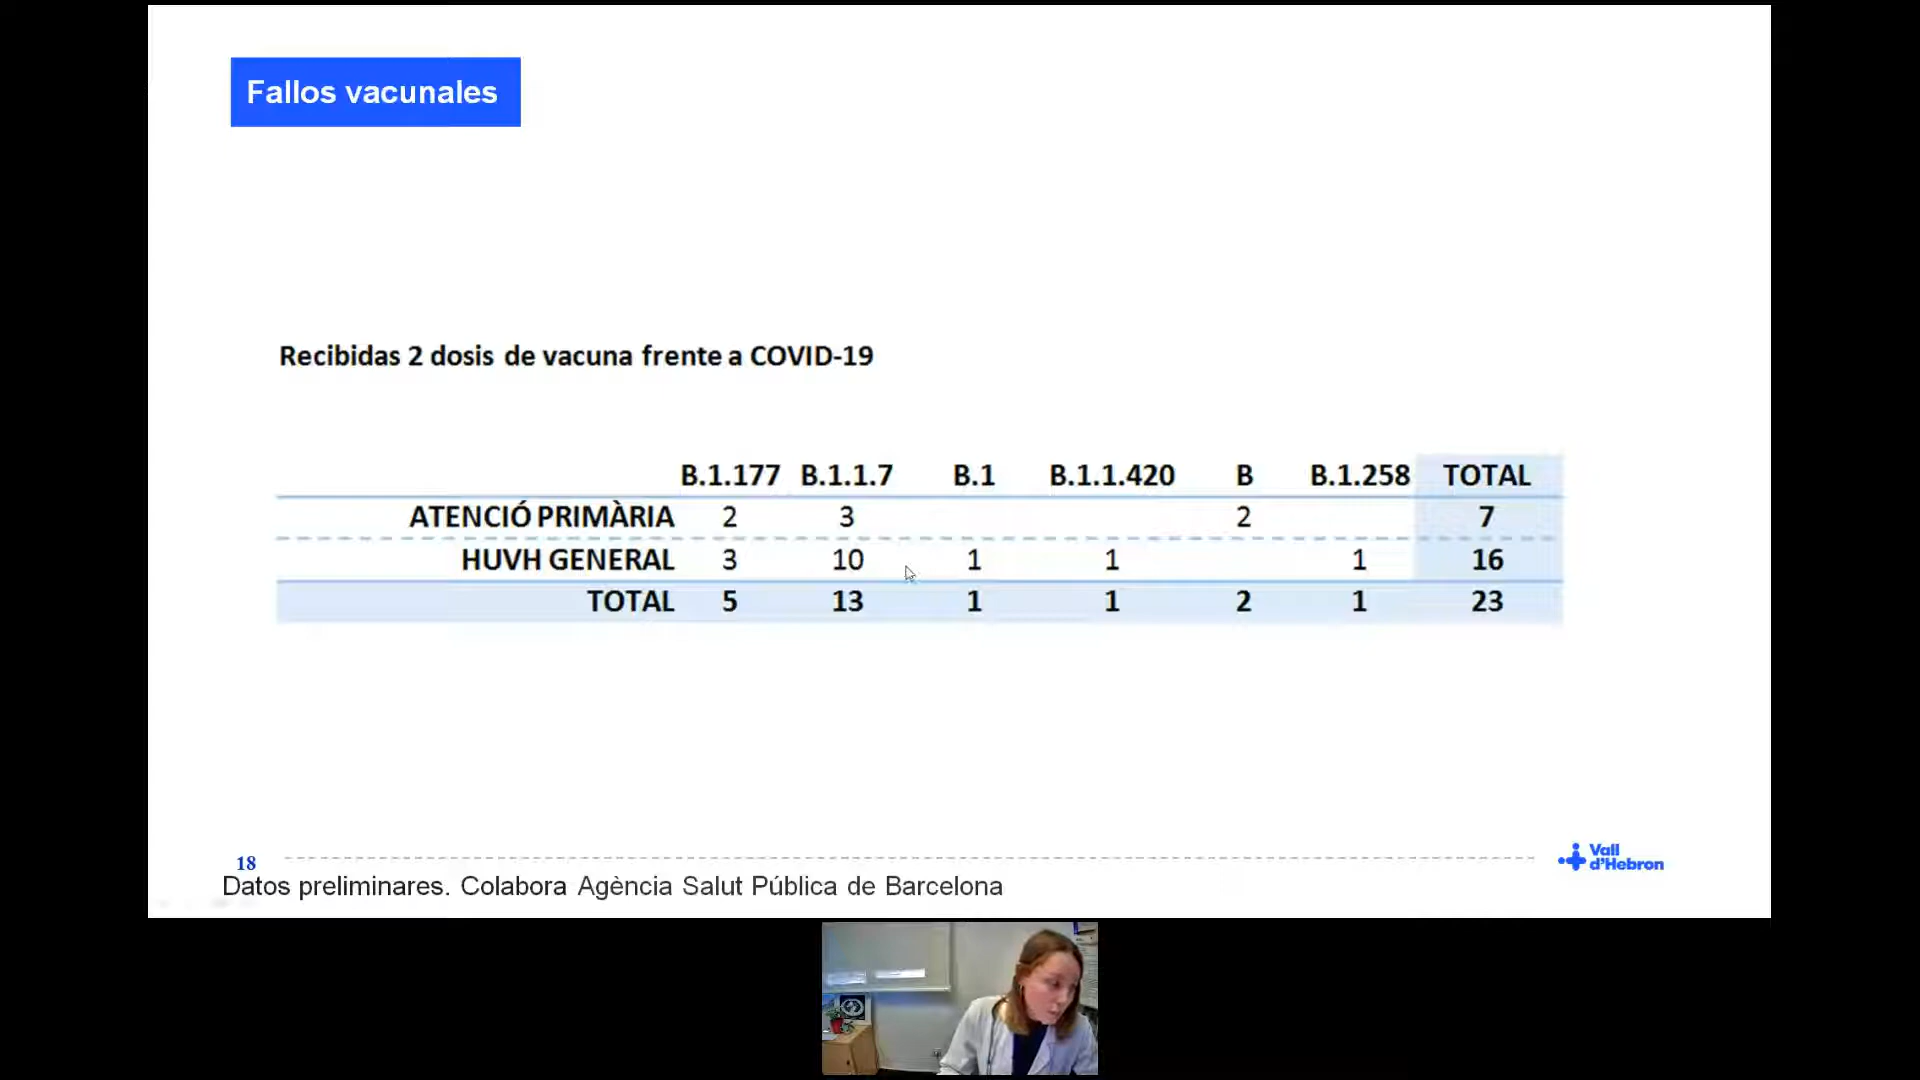 Fallos vacunales
Recibidas 2 dosis de vacuna frente a COVID-19
B.1.177 B.1.1.7 B.1 B.1.1.420 B B.1.258 TOTAL
ATENCIÓ PRIMÀRIA 2 3 2 7
HUVH GENERAL 3 10 1 1 1 16
TOTAL 5 13 1 1 2 1 23
18
Vall
d'Hebron
Datos preliminares. Colabora Agència Salut Pública de Barcelona